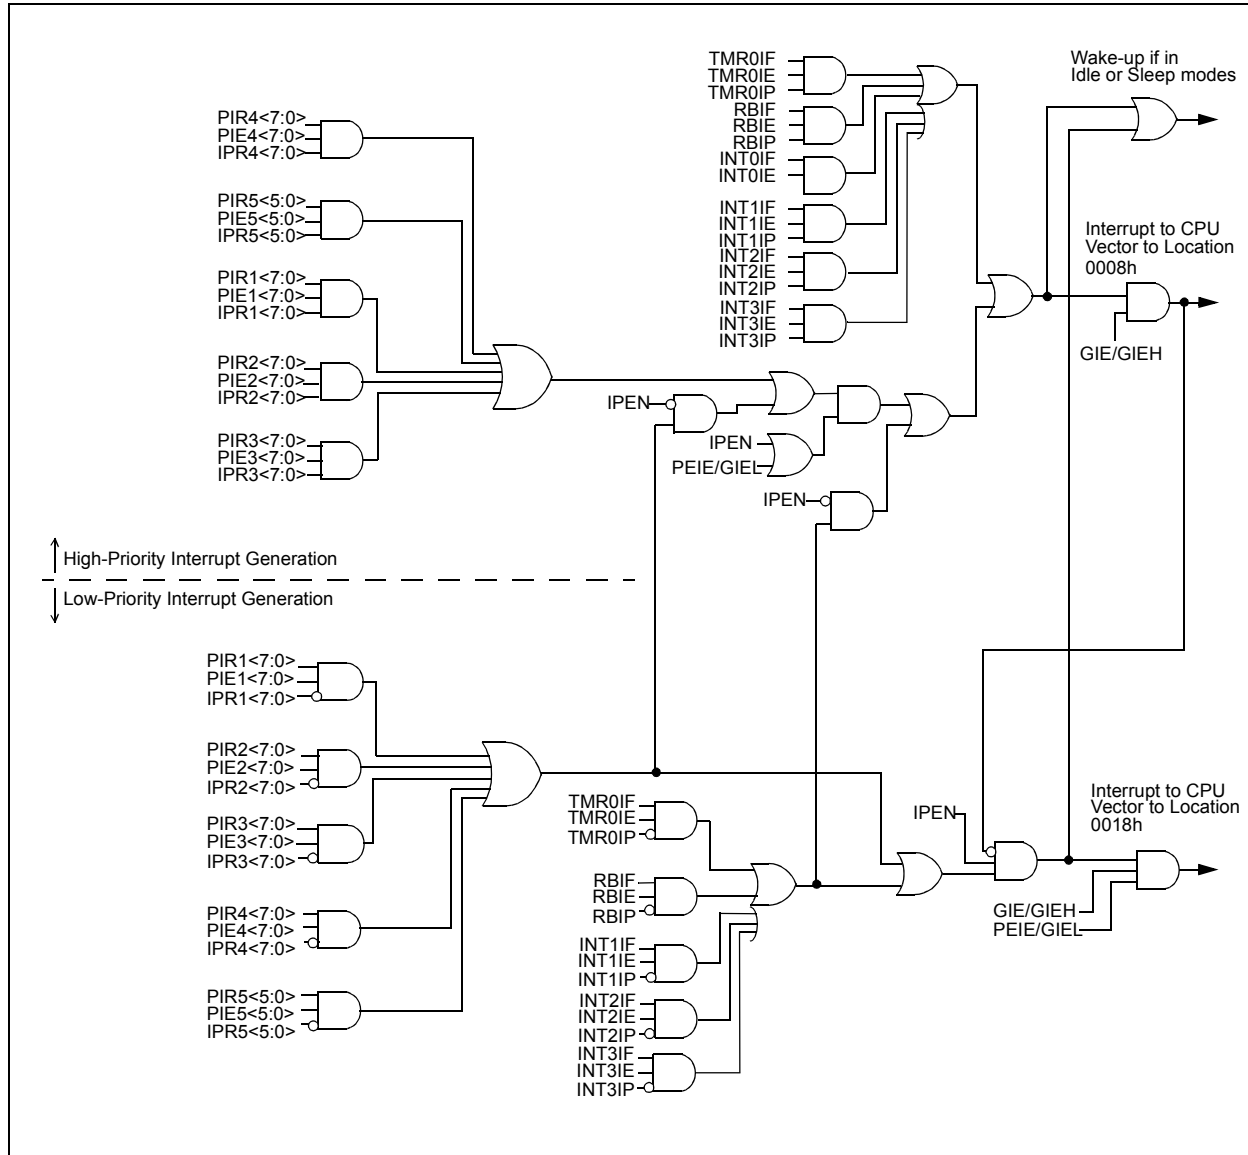 PIR4<7:0>
PIE4<7:0>
IPR4<7:0>
PIR5<5:0>
PIE5<5:0>
IPR5<5:0>
PIR1<7:0>
PIE1<7:0>
IPR1<7:0>
PIR2<7:0>
PIE2<7:0>
IPR2<7:0>
PIR3<7:0>
PIE3<7:0>
IPR3<7:0>
TMR0IF
TMR0IE
TMR0IP
RBIF
RBIE
RBIP
INT0IF
INT0IE
INT1IF
INT1IE
INT1IP
INT2IF
INT2IE
INT2IP
INT3IF
INT3IE
INT3IP
Wake-up if in
Idle or Sleep modes
Interrupt to CPU
Vector to Location
0008h
GIE/GIEH
IPEN
IPEN
PEIE/GIEL
IPEN
High-Priority Interrupt Generation
Low-Priority Interrupt Generation
PIR1<7:0>
PIE1<7:0>
IPR1<7:0>
PIR2<7:0>
PIE2<7:0>
IPR2<7:0>
PIR3<7:0>
PIE3<7:0>
IPR3<7:0>
PIR4<7:0>
PIE4<7:0>
IPR4<7:0>
PIR5<5:0>
PIE5<5:0>
IPR5<5:0>
TMR0IF
TMR0IE
TMR0IP
RBIF
RBIE
RBIP
INT1IF
INT1IE
INT1IP
INT2IF
INT2IE
INT2IP
INT3IF
INT3IE
INT3IP
IPEN
Interrupt to CPU
Vector to Location
0018h
GIE/GIEH
PEIE/GIEL